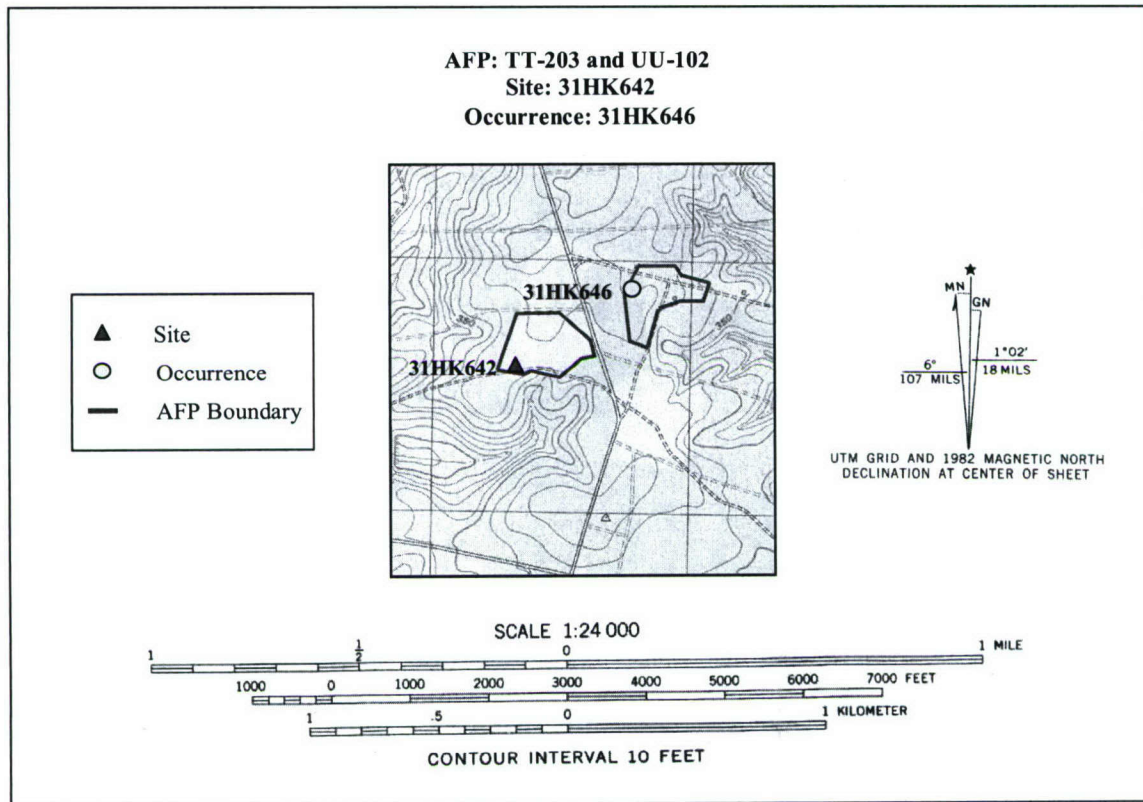 AFP: TT-203 and UU-102
Site: 31HK642
Occurrence: 31HK646
Site
Occurrence
AFP Boundary
31HK646
31HK642
350
350
MN
GN
6°
107 MILS
1°02'
18 MILS
UTM GRID AND 1982 MAGNETIC NORTH
DECLINATION AT CENTER OF SHEET
SCALE 1:24 000
1 1/2 0 1 MILE
1000 0 1000 2000 3000 4000 5000 6000 7000 FEET
1 .5 0 1 KILOMETER
CONTOUR INTERVAL 10 FEET